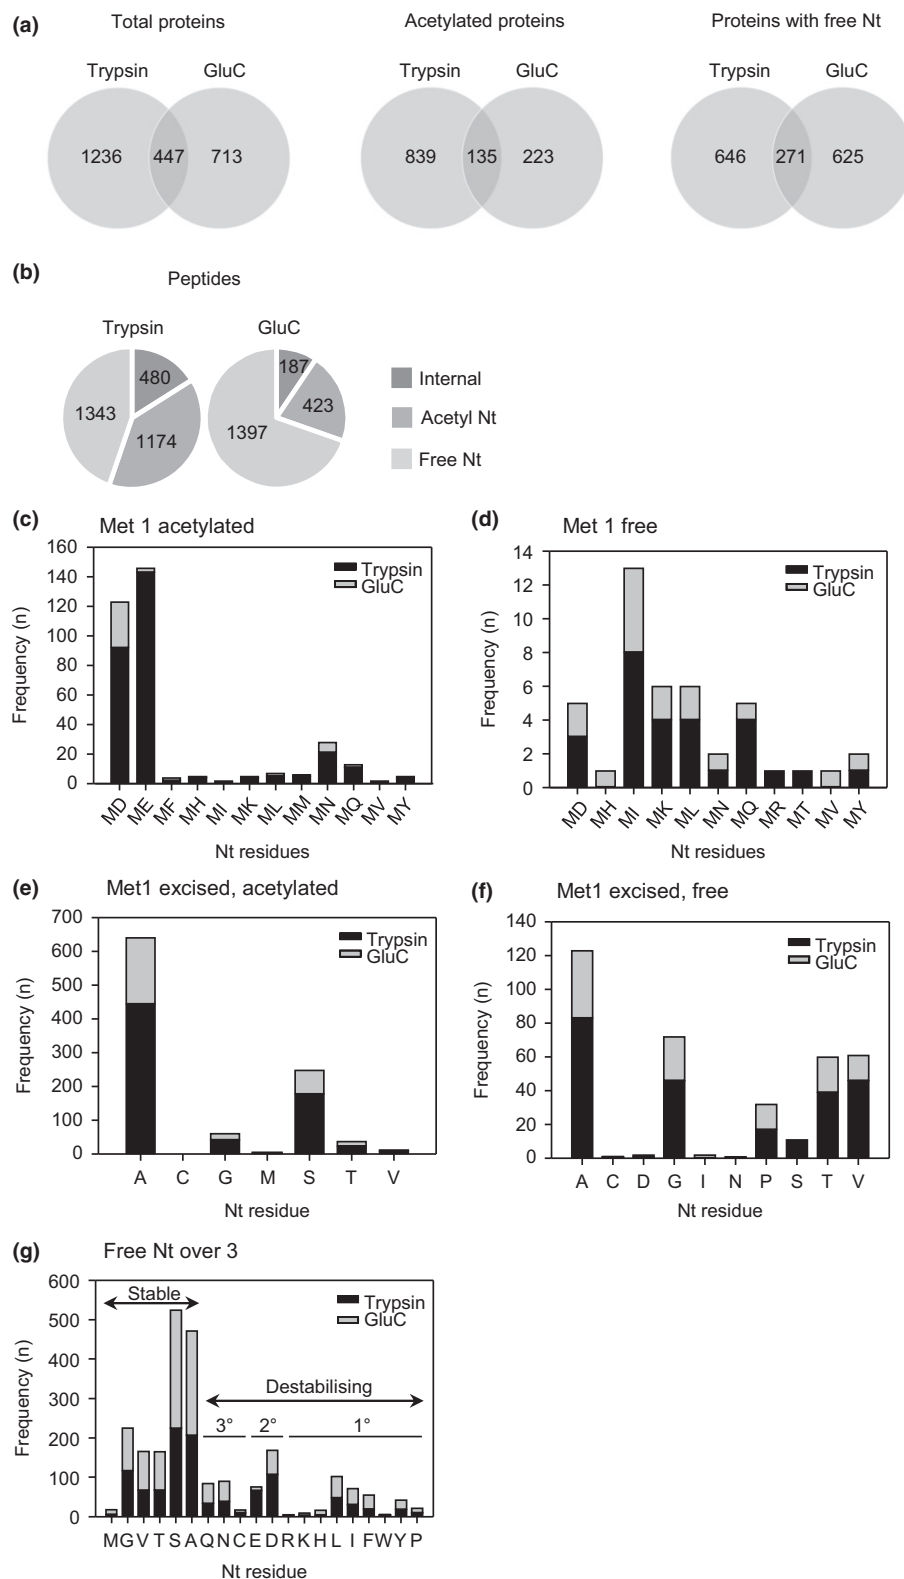 (a)
Total proteins
Acetylated proteins
Proteins with free Nt
Trypsin GluC
Trypsin GluC
Trypsin GluC
1236 447 713
839 135 223
646 271 625
(b)
Peptides
Trypsin
GluC
480
1343
1174
187
423
1397
Internal
Acetyl Nt
Free Nt
(c) Met 1 acetylated
Frequency (n)
160
140
120
100
80
60
40
20
0
Trypsin
GluC
MD ME MF MH MI MK ML MM MN MQ MV MY
Nt residues
(d) Met 1 free
Frequency (n)
14
12
10
8
6
4
2
0
Trypsin
GluC
MD MH MI MK ML MN MQ MR MT MV MY
Nt residues
(e) Met1 excised, acetylated
Frequency (n)
700
600
500
400
300
200
100
0
Trypsin
GluC
A C G M S T V
Nt residue
(f) Met1 excised, free
Frequency (n)
140
120
100
80
60
40
20
0
Trypsin
GluC
A C D G I N P S T V
Nt residue
(g) Free Nt over 3
Frequency (n)
600
500
400
300
200
100
0
Stable
Trypsin
GluC
Destabilising
3° 2° 1°
M G V T S A Q N C E D R K H L I F W Y P
Nt residue